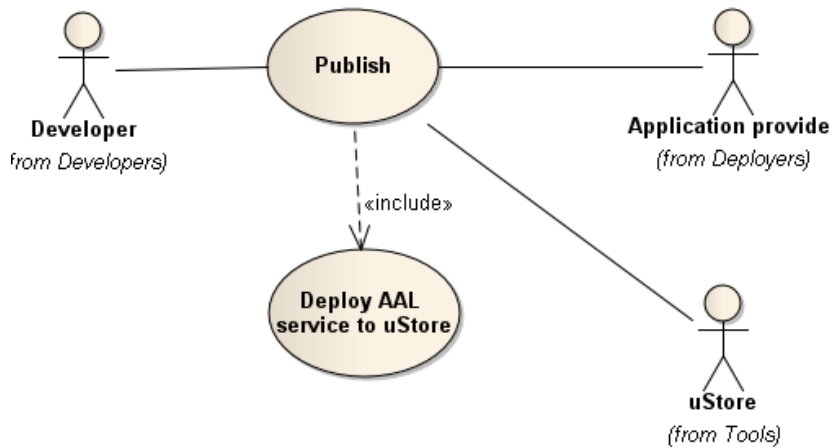 Publish
Developer
(from Developers)
Application provide
(from Deployers)
«include»
Deploy AAL
service to uStore
uStore
(from Tools)